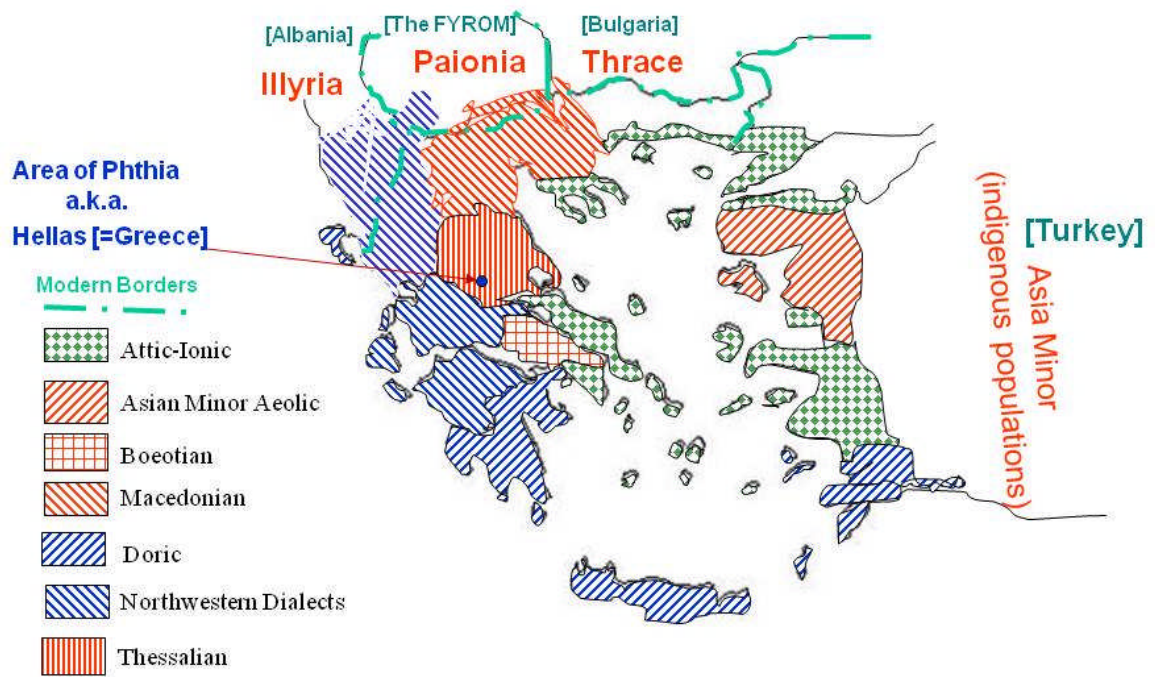 [Albania]
[The FYROM]
[Bulgaria]
Illyria
Paionia
Thrace
Area of Phthia
a.k.a.
Hellas [=Greece]
Modern Borders
Attic-Ionic
Asian Minor Aeolic
Boeotian
Macedonian
Doric
Northwestern Dialects
Thessalian
[Turkey]
Asia Minor
(indigenous populations)